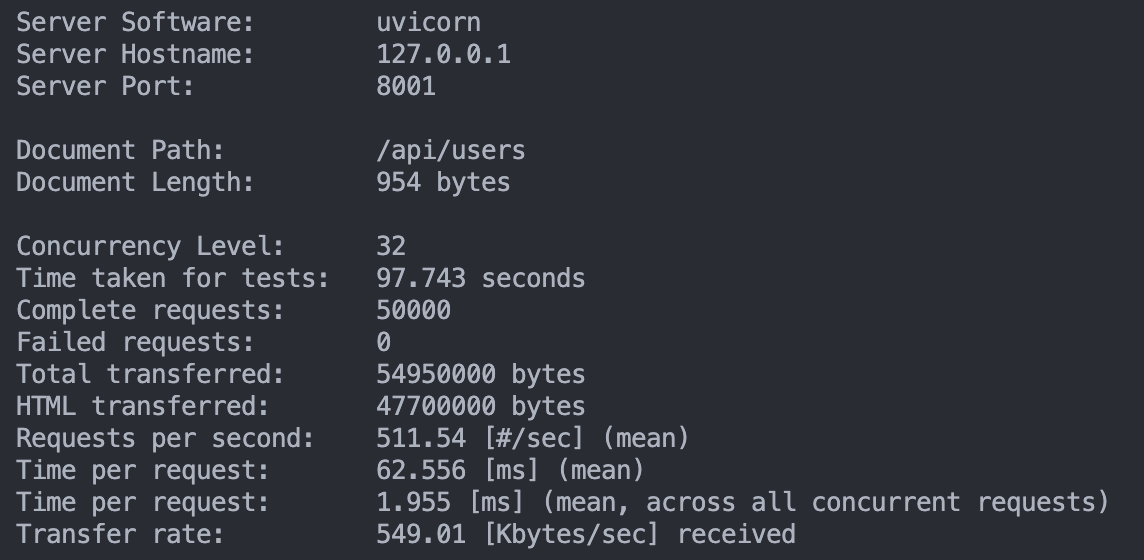 Server Software: uvicorn
Server Hostname: 127.0.0.1
Server Port: 8001
Document Path: /api/users
Document Length: 954 bytes
Concurrency Level: 32
Time taken for tests: 97.743 seconds
Complete requests: 50000
Failed requests: 0
Total transferred: 54950000 bytes
HTML transferred: 47700000 bytes
Requests per second: 511.54 [#/sec] (mean)
Time per request: 62.556 [ms] (mean)
Time per request: 1.955 [ms] (mean, across all concurrent requests)
Transfer rate: 549.01 [Kbytes/sec] received